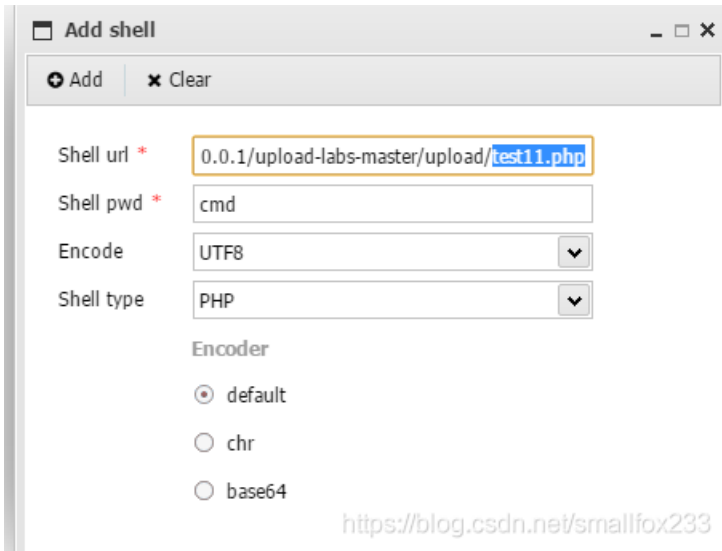 Add shell
Add Clear
Shell url * 0.0.1/upload-labs-master/upload/test11.php
Shell pwd * cmd
Encode UTF8
Shell type PHP
Encoder
default
chr
base64
https://blog.csdn.net/smallfox233